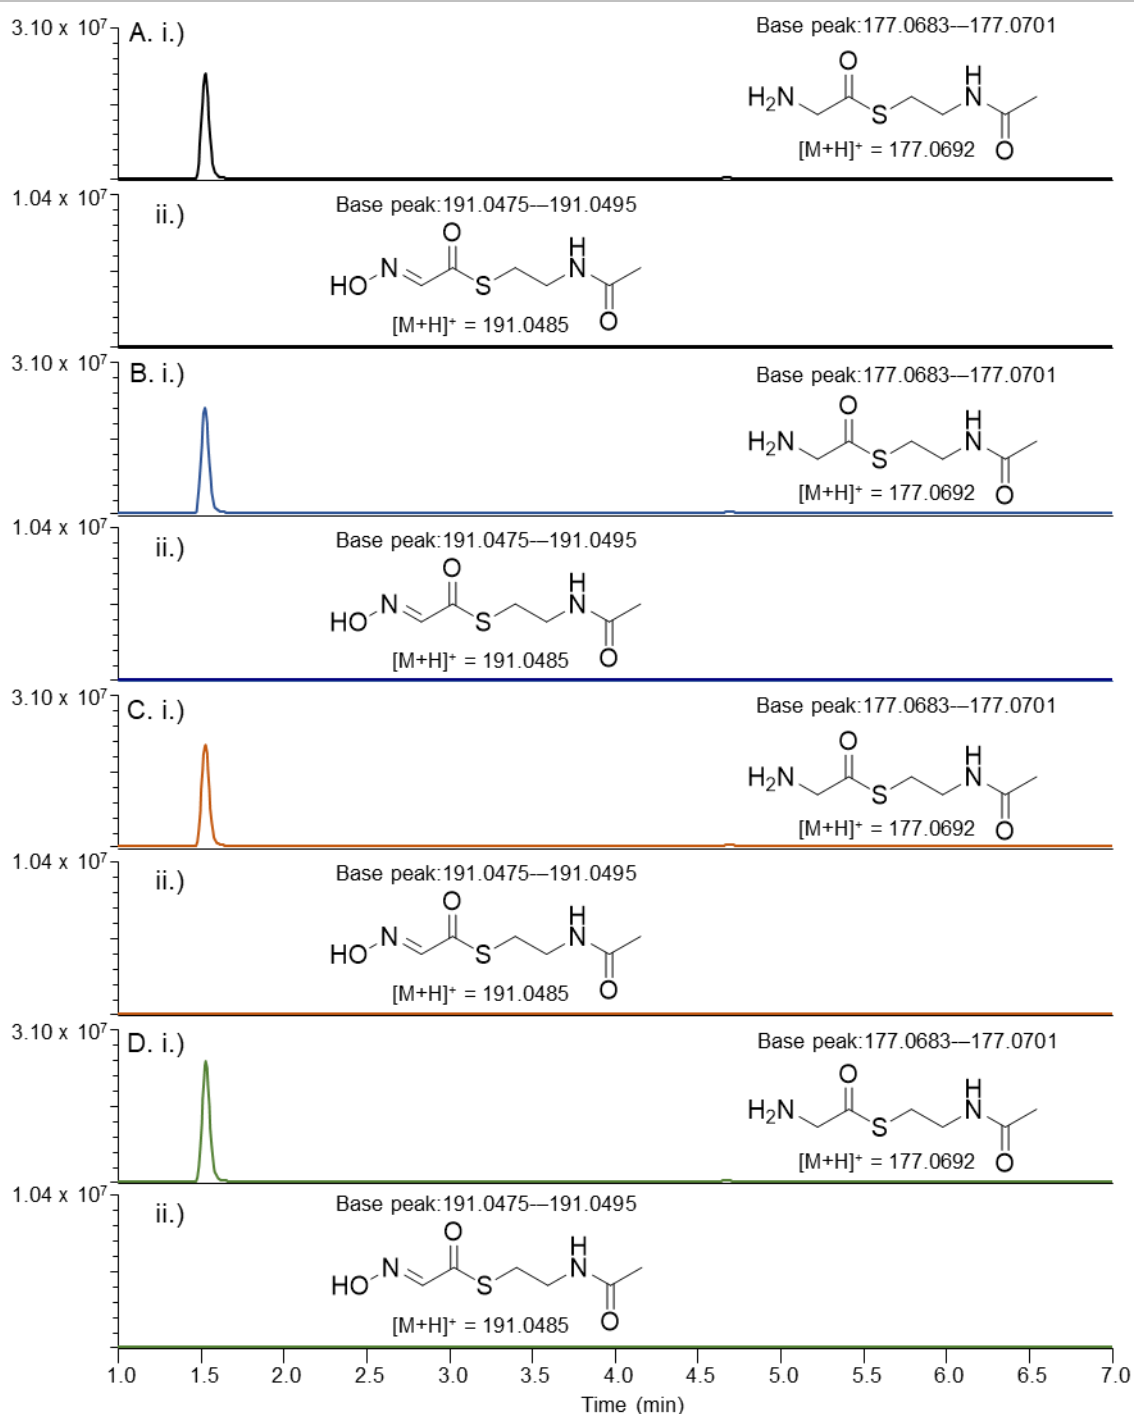 3.10 x 10⁷
A. i.)
Base peak:177.0683-–177.0701
O
H₂N
S
H
N
O
[M+H]⁺ = 177.0692
1.04 x 10⁷
ii.)
Base peak:191.0475-–191.0495
O
HO
N
S
H
N
O
[M+H]⁺ = 191.0485
3.10 x 10⁷
B. i.)
Base peak:177.0683-–177.0701
O
H₂N
S
H
N
O
[M+H]⁺ = 177.0692
1.04 x 10⁷
ii.)
Base peak:191.0475-–191.0495
O
HO
N
S
H
N
O
[M+H]⁺ = 191.0485
3.10 x 10⁷
C. i.)
Base peak:177.0683-–177.0701
O
H₂N
S
H
N
O
[M+H]⁺ = 177.0692
1.04 x 10⁷
ii.)
Base peak:191.0475-–191.0495
O
HO
N
S
H
N
O
[M+H]⁺ = 191.0485
3.10 x 10⁷
D. i.)
Base peak:177.0683-–177.0701
O
H₂N
S
H
N
O
[M+H]⁺ = 177.0692
1.04 x 10⁷
ii.)
Base peak:191.0475-–191.0495
O
HO
N
S
H
N
O
[M+H]⁺ = 191.0485
1.0 1.5 2.0 2.5 3.0 3.5 4.0 4.5 5.0 5.5 6.0 6.5 7.0
Time (min)